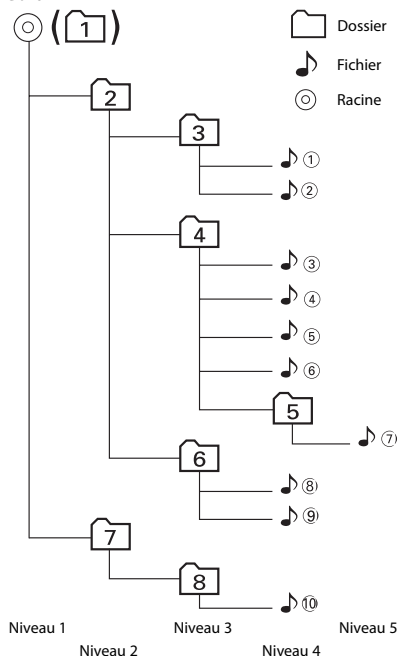 ( 1 )
Dossier
Fichier
Racine
2
3
①
②
4
③
④
⑤
⑥
5
⑦
6
⑧
⑨
7
8
⑩
Niveau 1
Niveau 3
Niveau 5
Niveau 2
Niveau 4